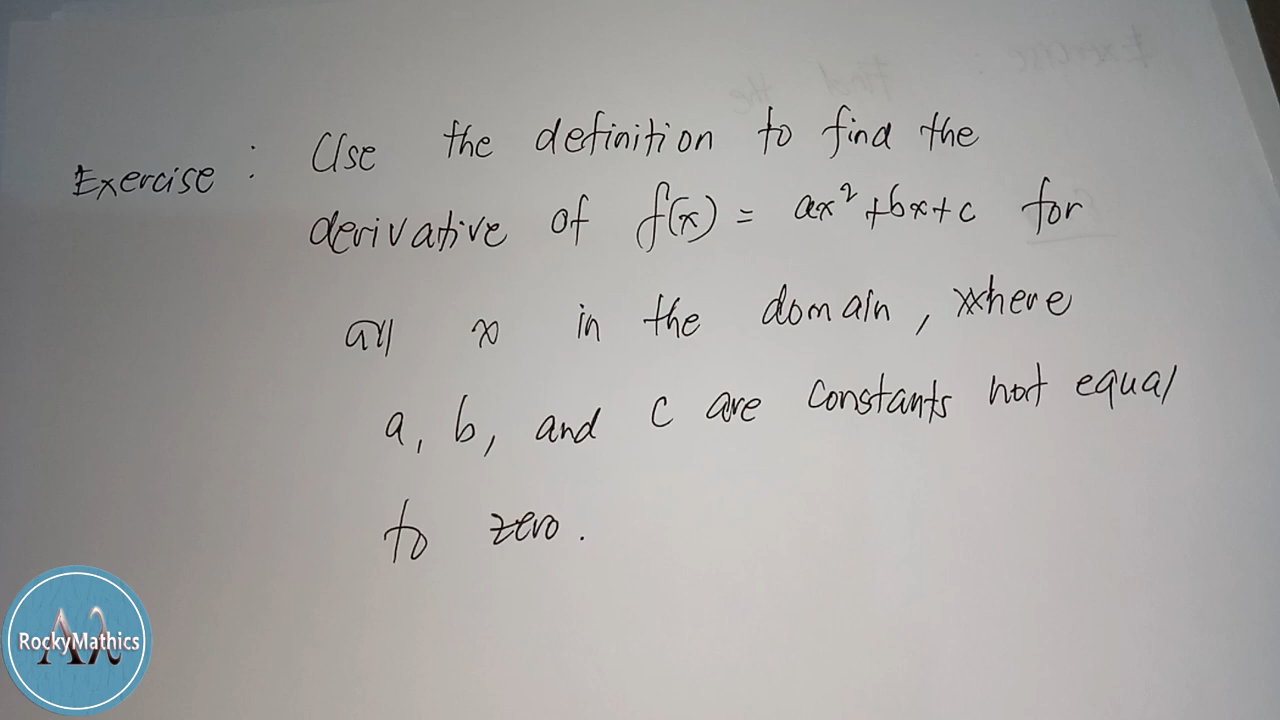 Exercise : Use the definition to find the
derivative of f(x) = ax² + bx + c for
all x in the domain, where
a, b, and c are constants not equal
to zero.
RockyMathics